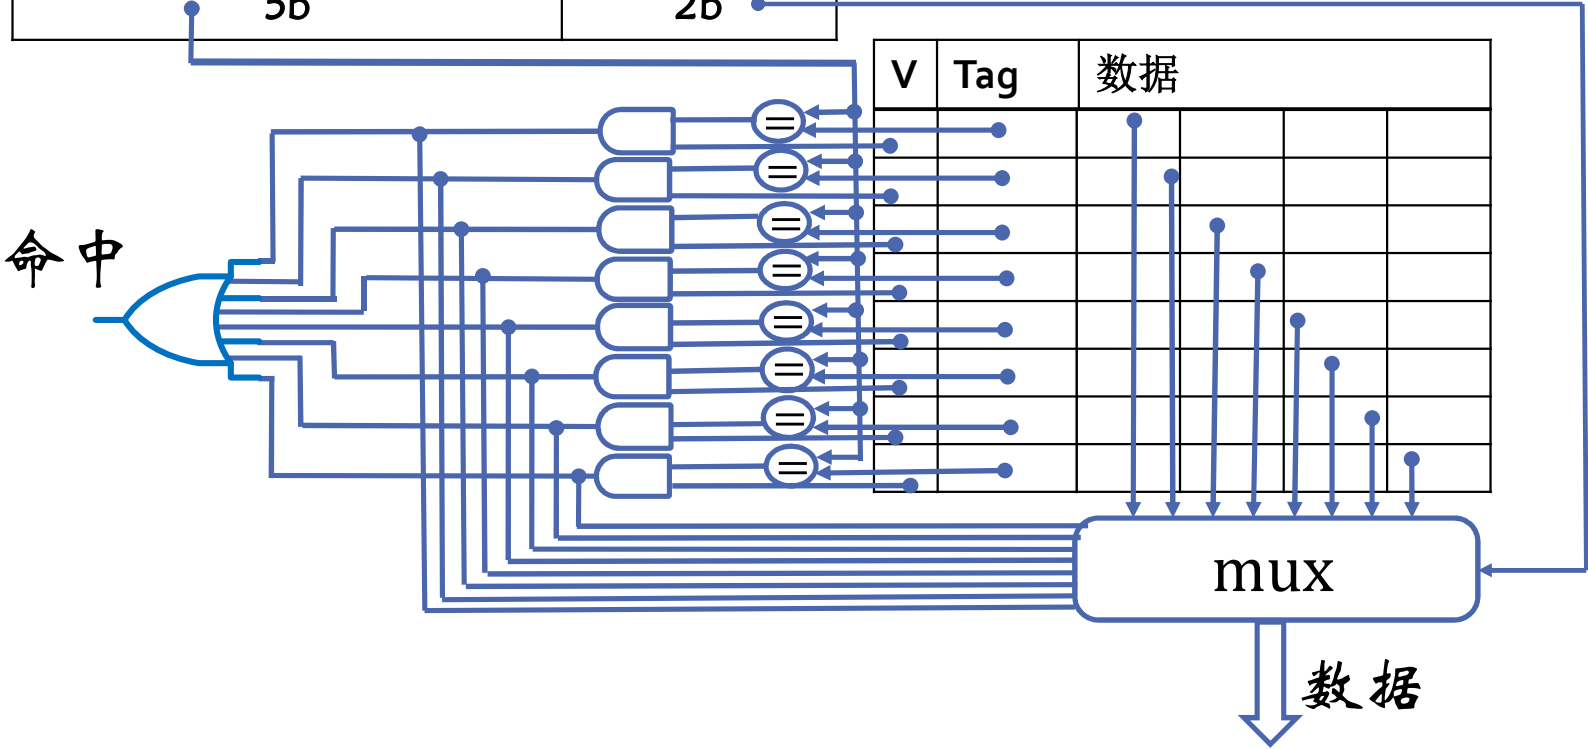 5b 2b
V Tag 数据
=
=
命中
=
=
=
=
=
=
mux
数据